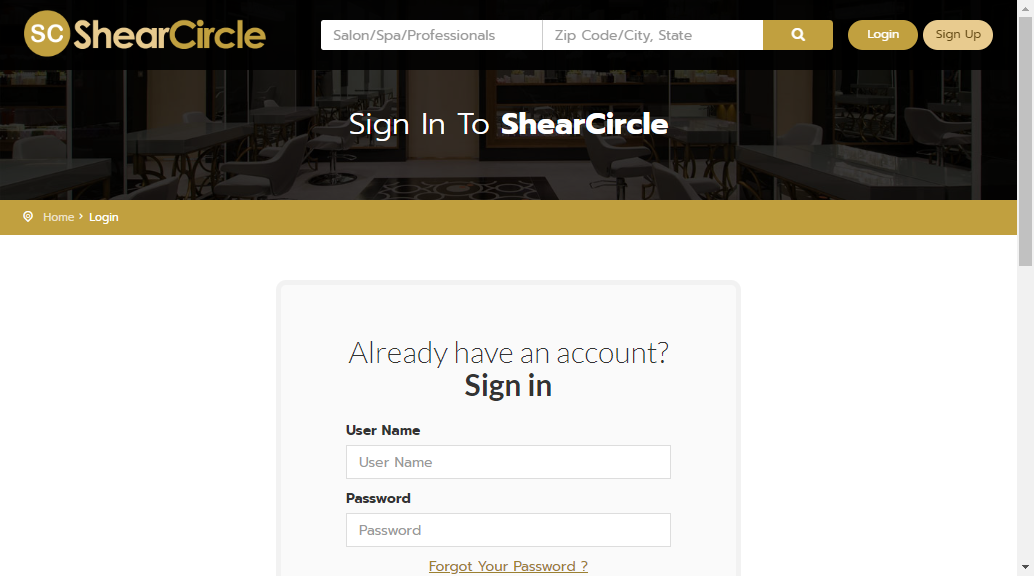 SC ShearCircle
Salon/Spa/Professionals
Zip Code/City, State
Login
Sign Up
Sign In To ShearCircle
Home > Login
Already have an account?
Sign in
User Name
User Name
Password
Password
Forgot Your Password ?